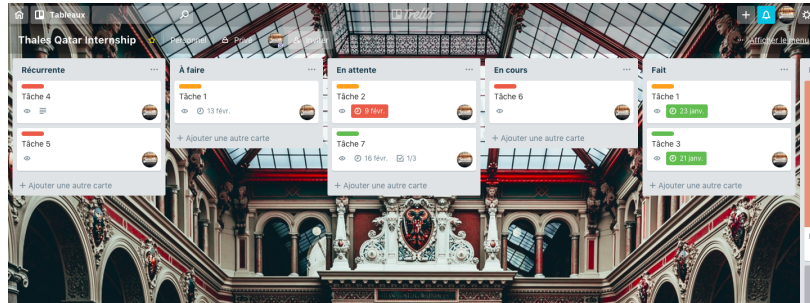 Tableaux
Trello
Thales Qatar Internship
Personnel
Privé
Inviter
... Afficher le menu
Récurrente ...
Tâche 4
Tâche 5
+ Ajouter une autre carte
À faire ...
Tâche 1
13 févr.
+ Ajouter une autre carte
En attente ...
Tâche 2
9 févr.
Tâche 7
16 févr. 1/3
+ Ajouter une autre carte
En cours ...
Tâche 6
+ Ajouter une autre carte
Fait ...
Tâche 1
23 janv.
Tâche 3
21 janv.
+ Ajouter une autre carte